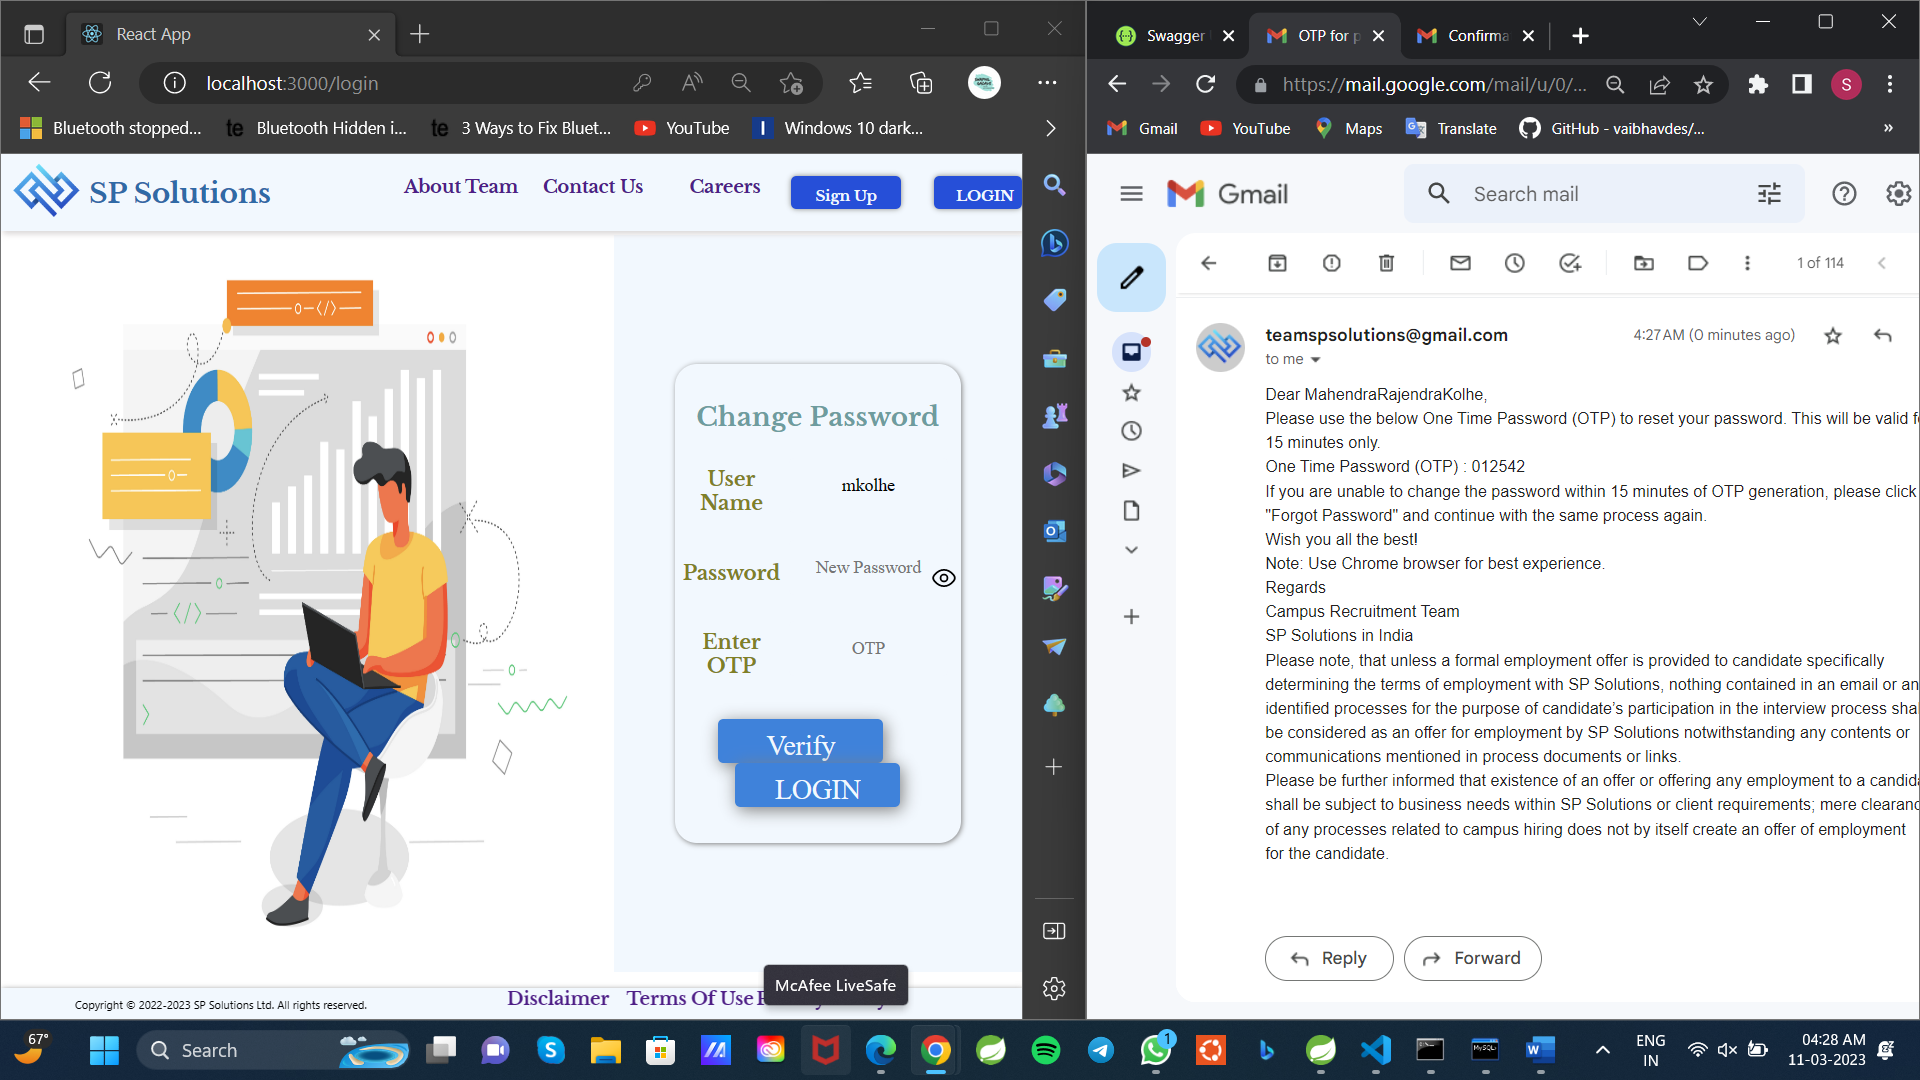 React App
localhost:3000/login
Bluetooth stopped...
te Bluetooth Hidden i...
te 3 Ways to Fix Bluet...
YouTube
I Windows 10 dark...
SP Solutions
About Team
Contact Us
Careers
Sign Up
LOGIN
Change Password
User
Name
mkolhe
Password
New Password
Enter
OTP
OTP
Verify
LOGIN
Copyright © 2022-2023 SP Solutions Ltd. All rights reserved.
Disclaimer
Terms Of Use
McAfee LiveSafe
Swagger
OTP for p
Confirma
https://mail.google.com/mail/u/0/...
S
Gmail
YouTube
Maps
Translate
GitHub - vaibhavdes/...
»
Gmail
Search mail
1 of 114
teamspsolutions@gmail.com
4:27 AM (0 minutes ago)
to me
Dear MahendraRajendraKolhe,
Please use the below One Time Password (OTP) to reset your password. This will be valid f
15 minutes only.
One Time Password (OTP) : 012542
If you are unable to change the password within 15 minutes of OTP generation, please click
"Forgot Password" and continue with the same process again.
Wish you all the best!
Note: Use Chrome browser for best experience.
Regards
Campus Recruitment Team
SP Solutions in India
Please note, that unless a formal employment offer is provided to candidate specifically
determining the terms of employment with SP Solutions, nothing contained in an email or an
identified processes for the purpose of candidate’s participation in the interview process shal
be considered as an offer for employment by SP Solutions notwithstanding any contents or
communications mentioned in process documents or links.
Please be further informed that existence of an offer or offering any employment to a candida
shall be subject to business needs within SP Solutions or client requirements; mere clearanc
of any processes related to campus hiring does not by itself create an offer of employment
for the candidate.
Reply
Forward
67°
Search
1
ENG
IN
04:28 AM
11-03-2023